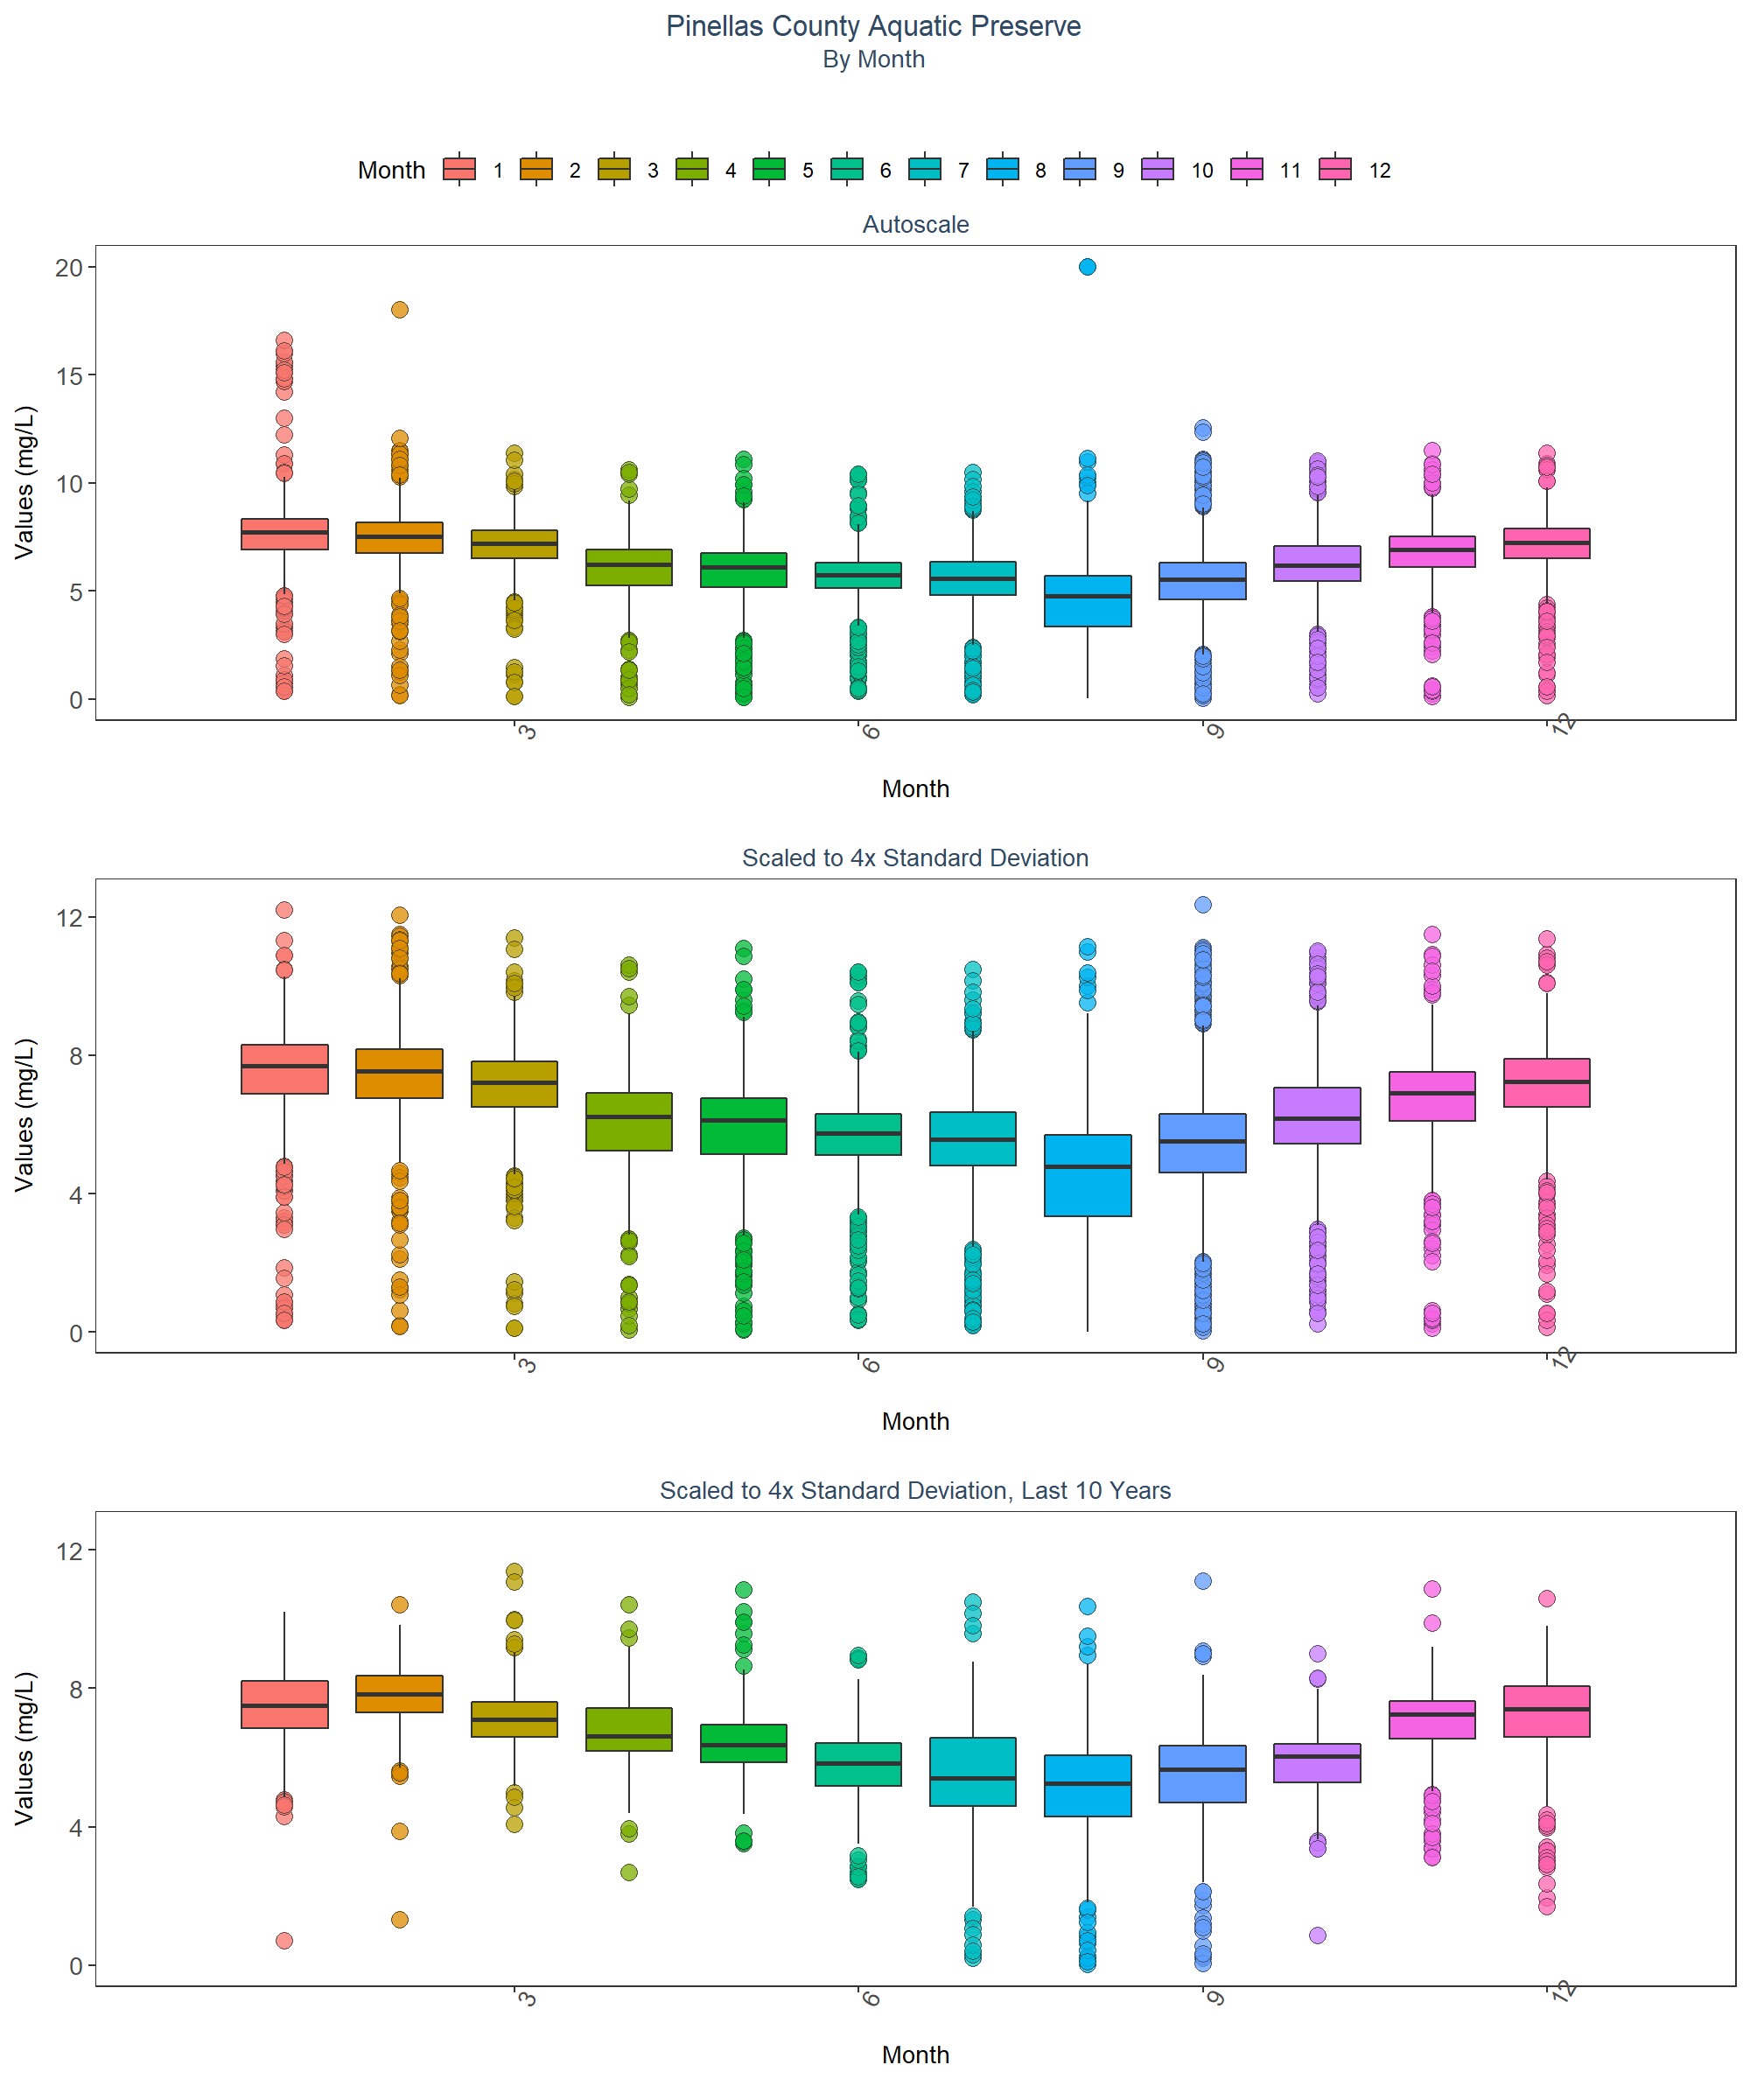 Pinellas County Aquatic Preserve
By Month
Month 1 2 3 4 5 6 7 8 9 10 11 12
Autoscale
Values (mg/L)
20
15
10
5
0
3 6 9 12
Month
Scaled to 4x Standard Deviation
Values (mg/L)
12
8
4
0
3 6 9 12
Month
Scaled to 4x Standard Deviation, Last 10 Years
Values (mg/L)
12
8
4
0
3 6 9 12
Month